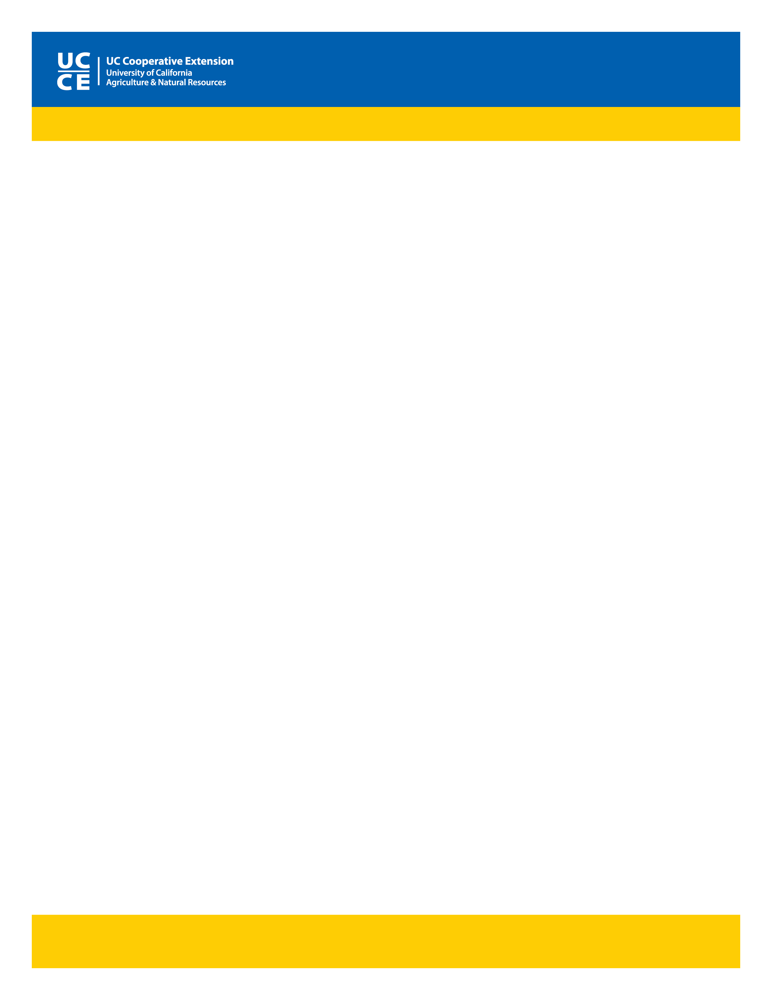 UC
CE
UC Cooperative Extension
University of California
Agriculture & Natural Resources